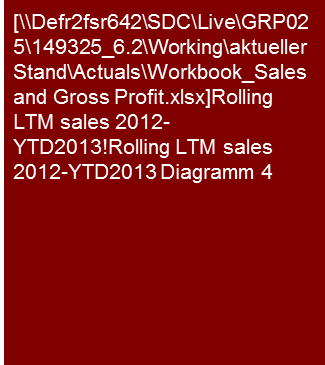 [\\Defr2fsr642\SDC\Live\GRP02
5\149325_6.2\Working\aktueller
Stand\Actuals\Workbook_Sales
and Gross Profit.xlsx]Rolling
LTM sales 2012-
YTD2013!Rolling LTM sales
2012-YTD2013 Diagramm 4